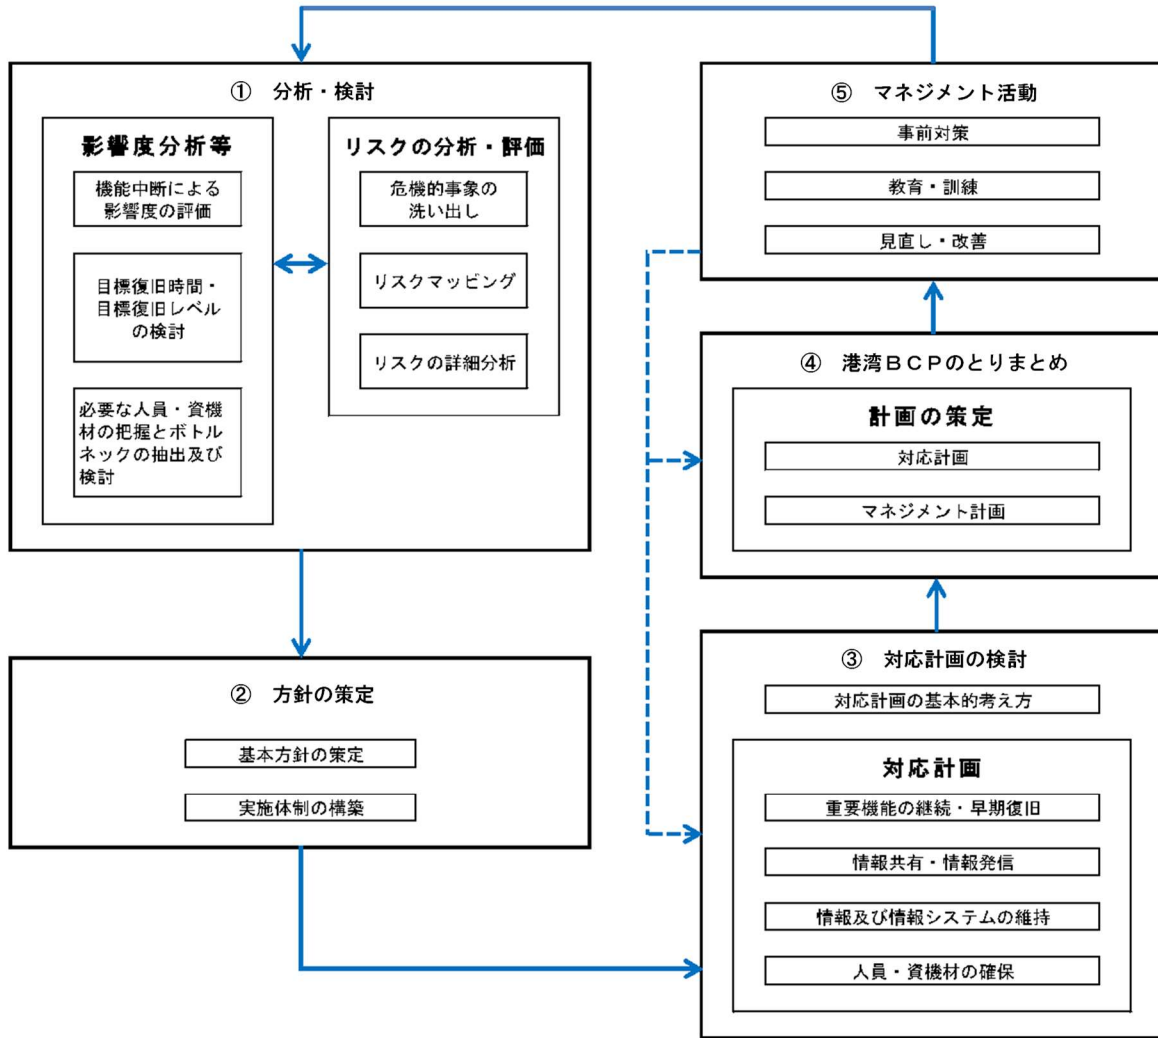 ① 分析・検討
影響度分析等
機能中断による
影響度の評価
目標復旧時間・
目標復旧レベル
の検討
必要な人員・資機
材の把握とボトル
ネックの抽出及び
検討
リスクの分析・評価
危機的事象の
洗い出し
リスクマッピング
リスクの詳細分析
② 方針の策定
基本方針の策定
実施体制の構築
③ 対応計画の検討
対応計画の基本的考え方
対応計画
重要機能の継続・早期復旧
情報共有・情報発信
情報及び情報システムの維持
人員・資機材の確保
④ 港湾BCPのとりまとめ
計画の策定
対応計画
マネジメント計画
⑤ マネジメント活動
事前対策
教育・訓練
見直し・改善